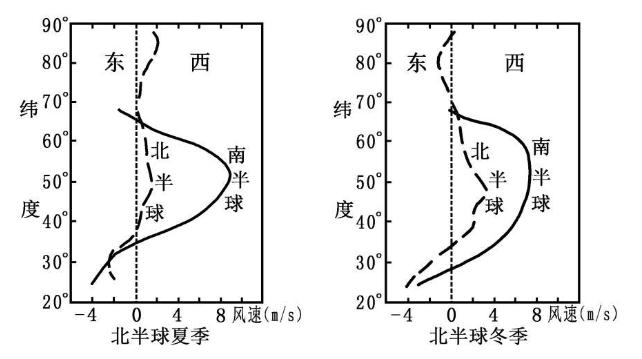 90°
80°
70°
60°
50°
40°
30°
20°
纬
度
东
西
北
半
球
南
半
球
-4 0 4 8 风速(m/s)
北半球夏季
90°
80°
70°
60°
50°
40°
30°
20°
纬
度
东
西
北
半
球
南
半
球
-4 0 4 8 风速(m/s)
北半球冬季